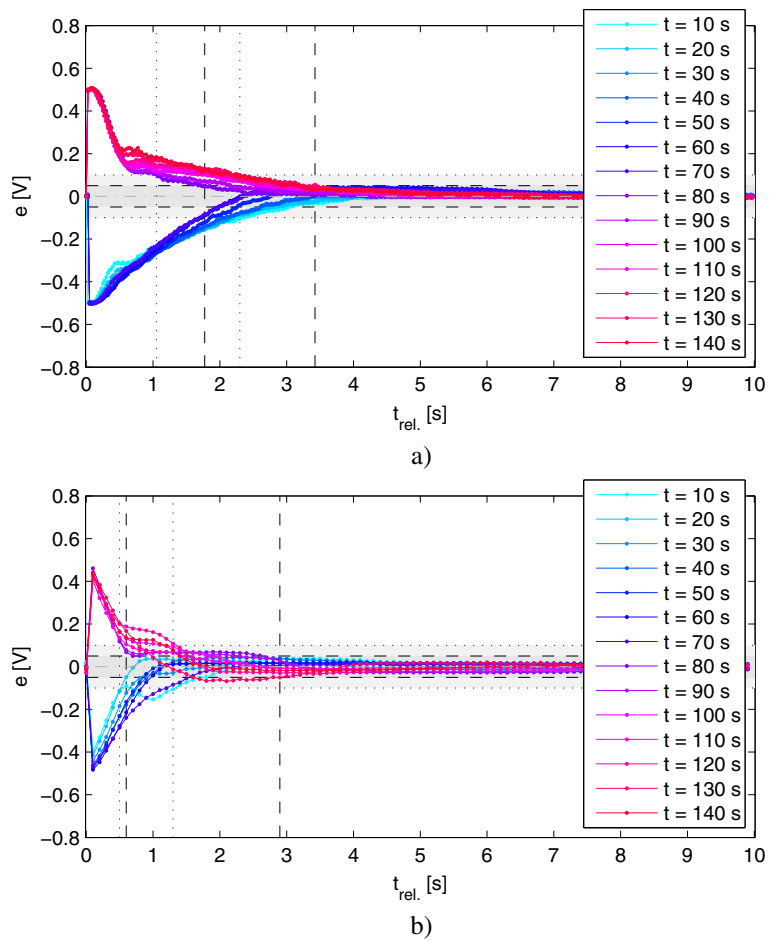 0.8
0.6
0.4
0.2
0
−0.2
−0.4
−0.6
−0.8
e [V]
0 1 2 3 4 5 6 7 8 9 10
t_rel. [s]
t = 10 s
t = 20 s
t = 30 s
t = 40 s
t = 50 s
t = 60 s
t = 70 s
t = 80 s
t = 90 s
t = 100 s
t = 110 s
t = 120 s
t = 130 s
t = 140 s
a)
0.8
0.6
0.4
0.2
0
−0.2
−0.4
−0.6
−0.8
e [V]
0 1 2 3 4 5 6 7 8 9 10
t_rel. [s]
t = 10 s
t = 20 s
t = 30 s
t = 40 s
t = 50 s
t = 60 s
t = 70 s
t = 80 s
t = 90 s
t = 100 s
t = 110 s
t = 120 s
t = 130 s
t = 140 s
b)